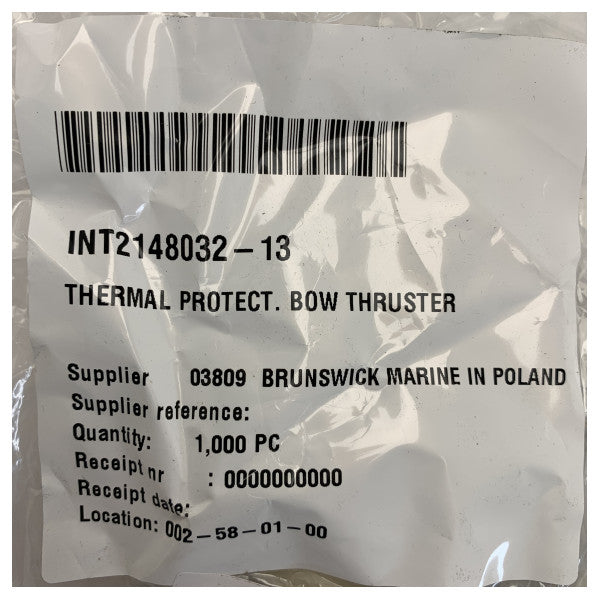 INT2148032-13
THERMAL PROTECT. BOW THRUSTER
Supplier 03809 BRUNSWICK MARINE IN POLAND
Supplier reference:
Quantity: 1,000 PC
Receipt nr : 0000000000
Receipt date:
Location: 002-58-01-00